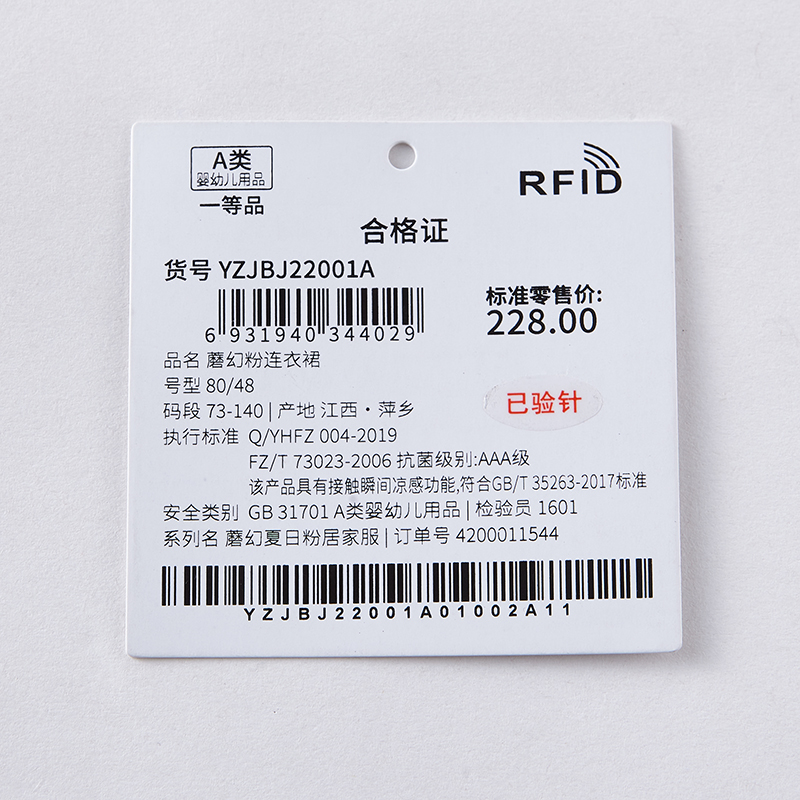 A类
婴幼儿用品
一等品
RFID
合格证
货号 YZJBJ22001A
6 931940 344029
标准零售价:
228.00
品名 蘑幻粉连衣裙
号型 80/48
码段 73-140 | 产地 江西·萍乡
已验针
执行标准 Q/YHFZ 004-2019
FZ/T 73023-2006 抗菌级别:AAA级
该产品具有接触瞬间凉感功能,符合GB/T 35263-2017标准
安全类别 GB 31701 A类婴幼儿用品 | 检验员 1601
系列名 蘑幻夏日粉居家服 | 订单号 4200011544
YZJBJ22001A01002A11